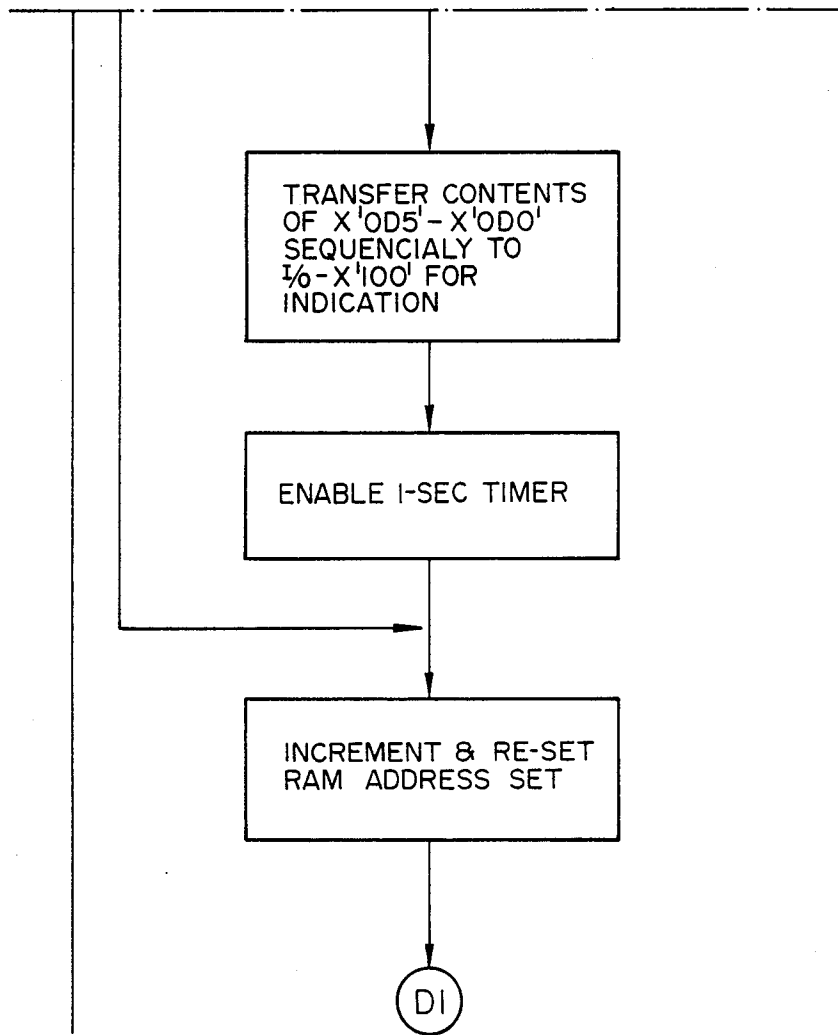 TRANSFER CONTENTS
OF X'0D5'-X'0D0'
SEQUENCIALY TO
I/O-X'100' FOR
INDICATION
ENABLE 1-SEC TIMER
INCREMENT & RE-SET
RAM ADDRESS SET
D1